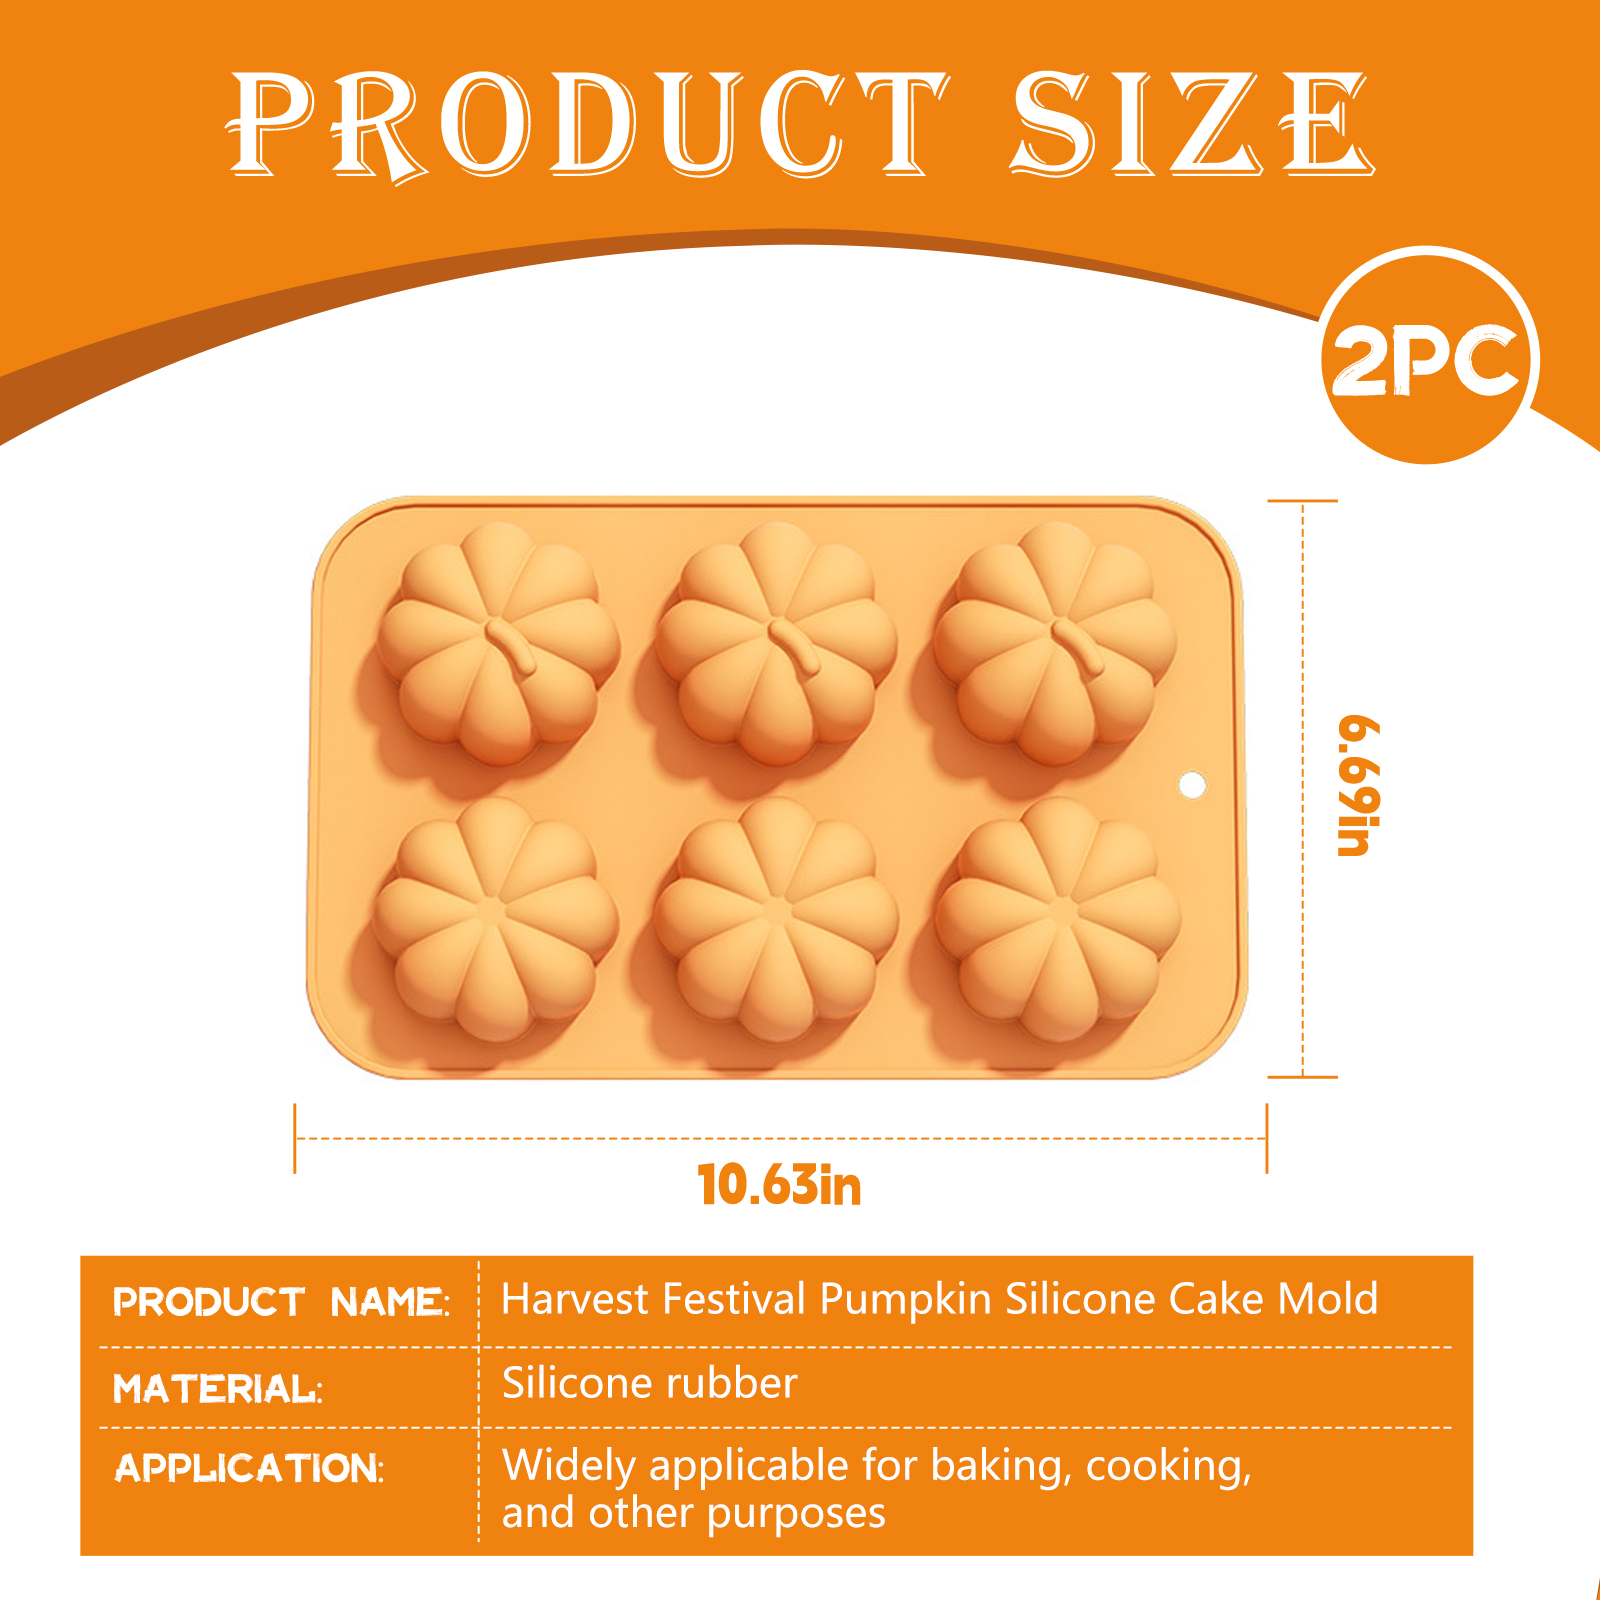 PRODUCT SIZE
2PC
6.69in
10.63in
PRODUCT NAME: Harvest Festival Pumpkin Silicone Cake Mold
MATERIAL: Silicone rubber
APPLICATION: Widely applicable for baking, cooking,
and other purposes